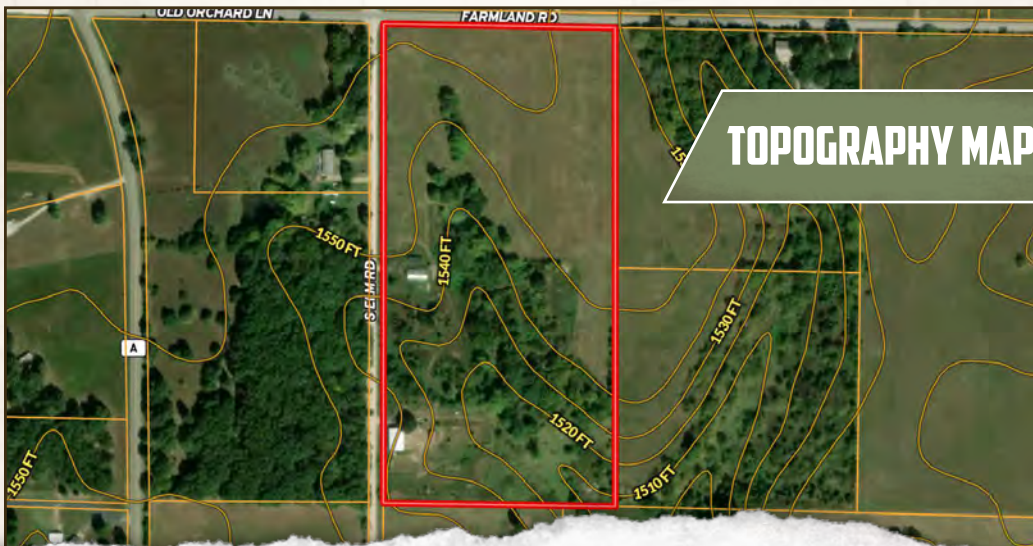 OLD ORCHARD LN
FARMLAND RD
TOPOGRAPHY MAP
1550 FT
1540 FT
S ELM RD
1530 FT
A
1520 FT
1550 FT
1510 FT